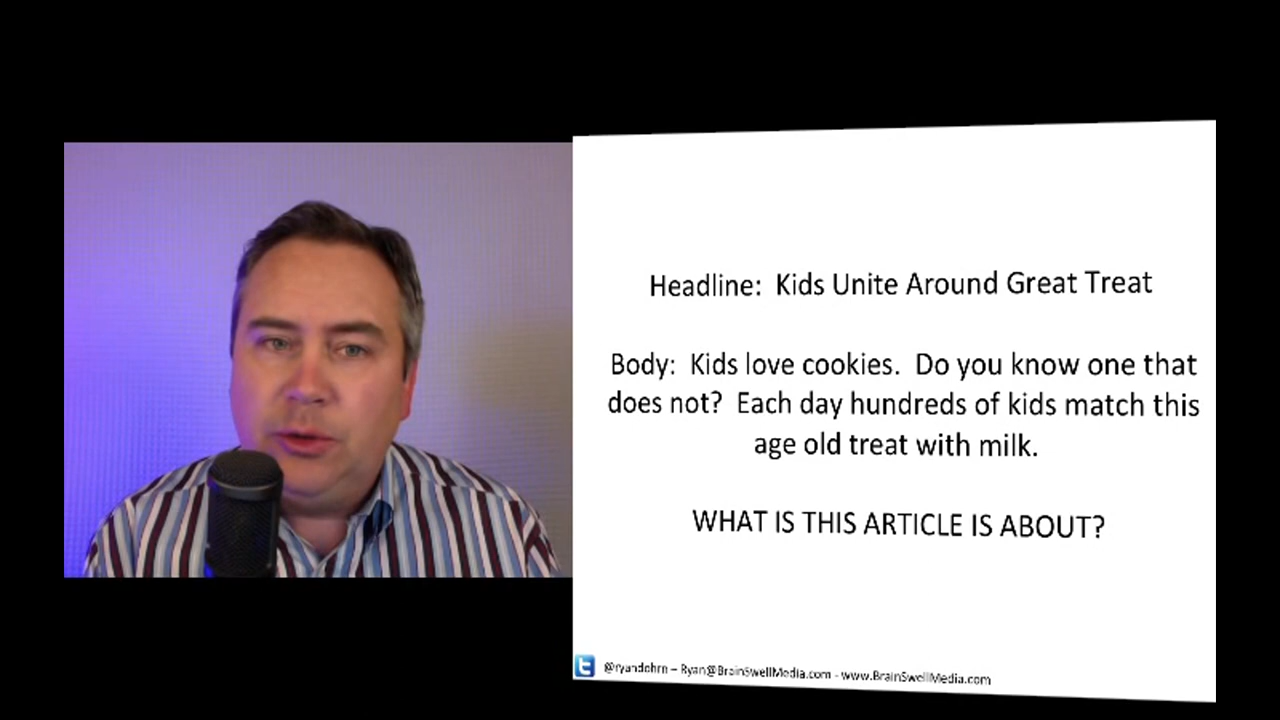 Headline: Kids Unite Around Great Treat
Body: Kids love cookies. Do you know one that
does not? Each day hundreds of kids match this
age old treat with milk.
WHAT IS THIS ARTICLE IS ABOUT?
@ryandohrn – Ryan@BrainSwellMedia.com - www.BrainSwellMedia.com